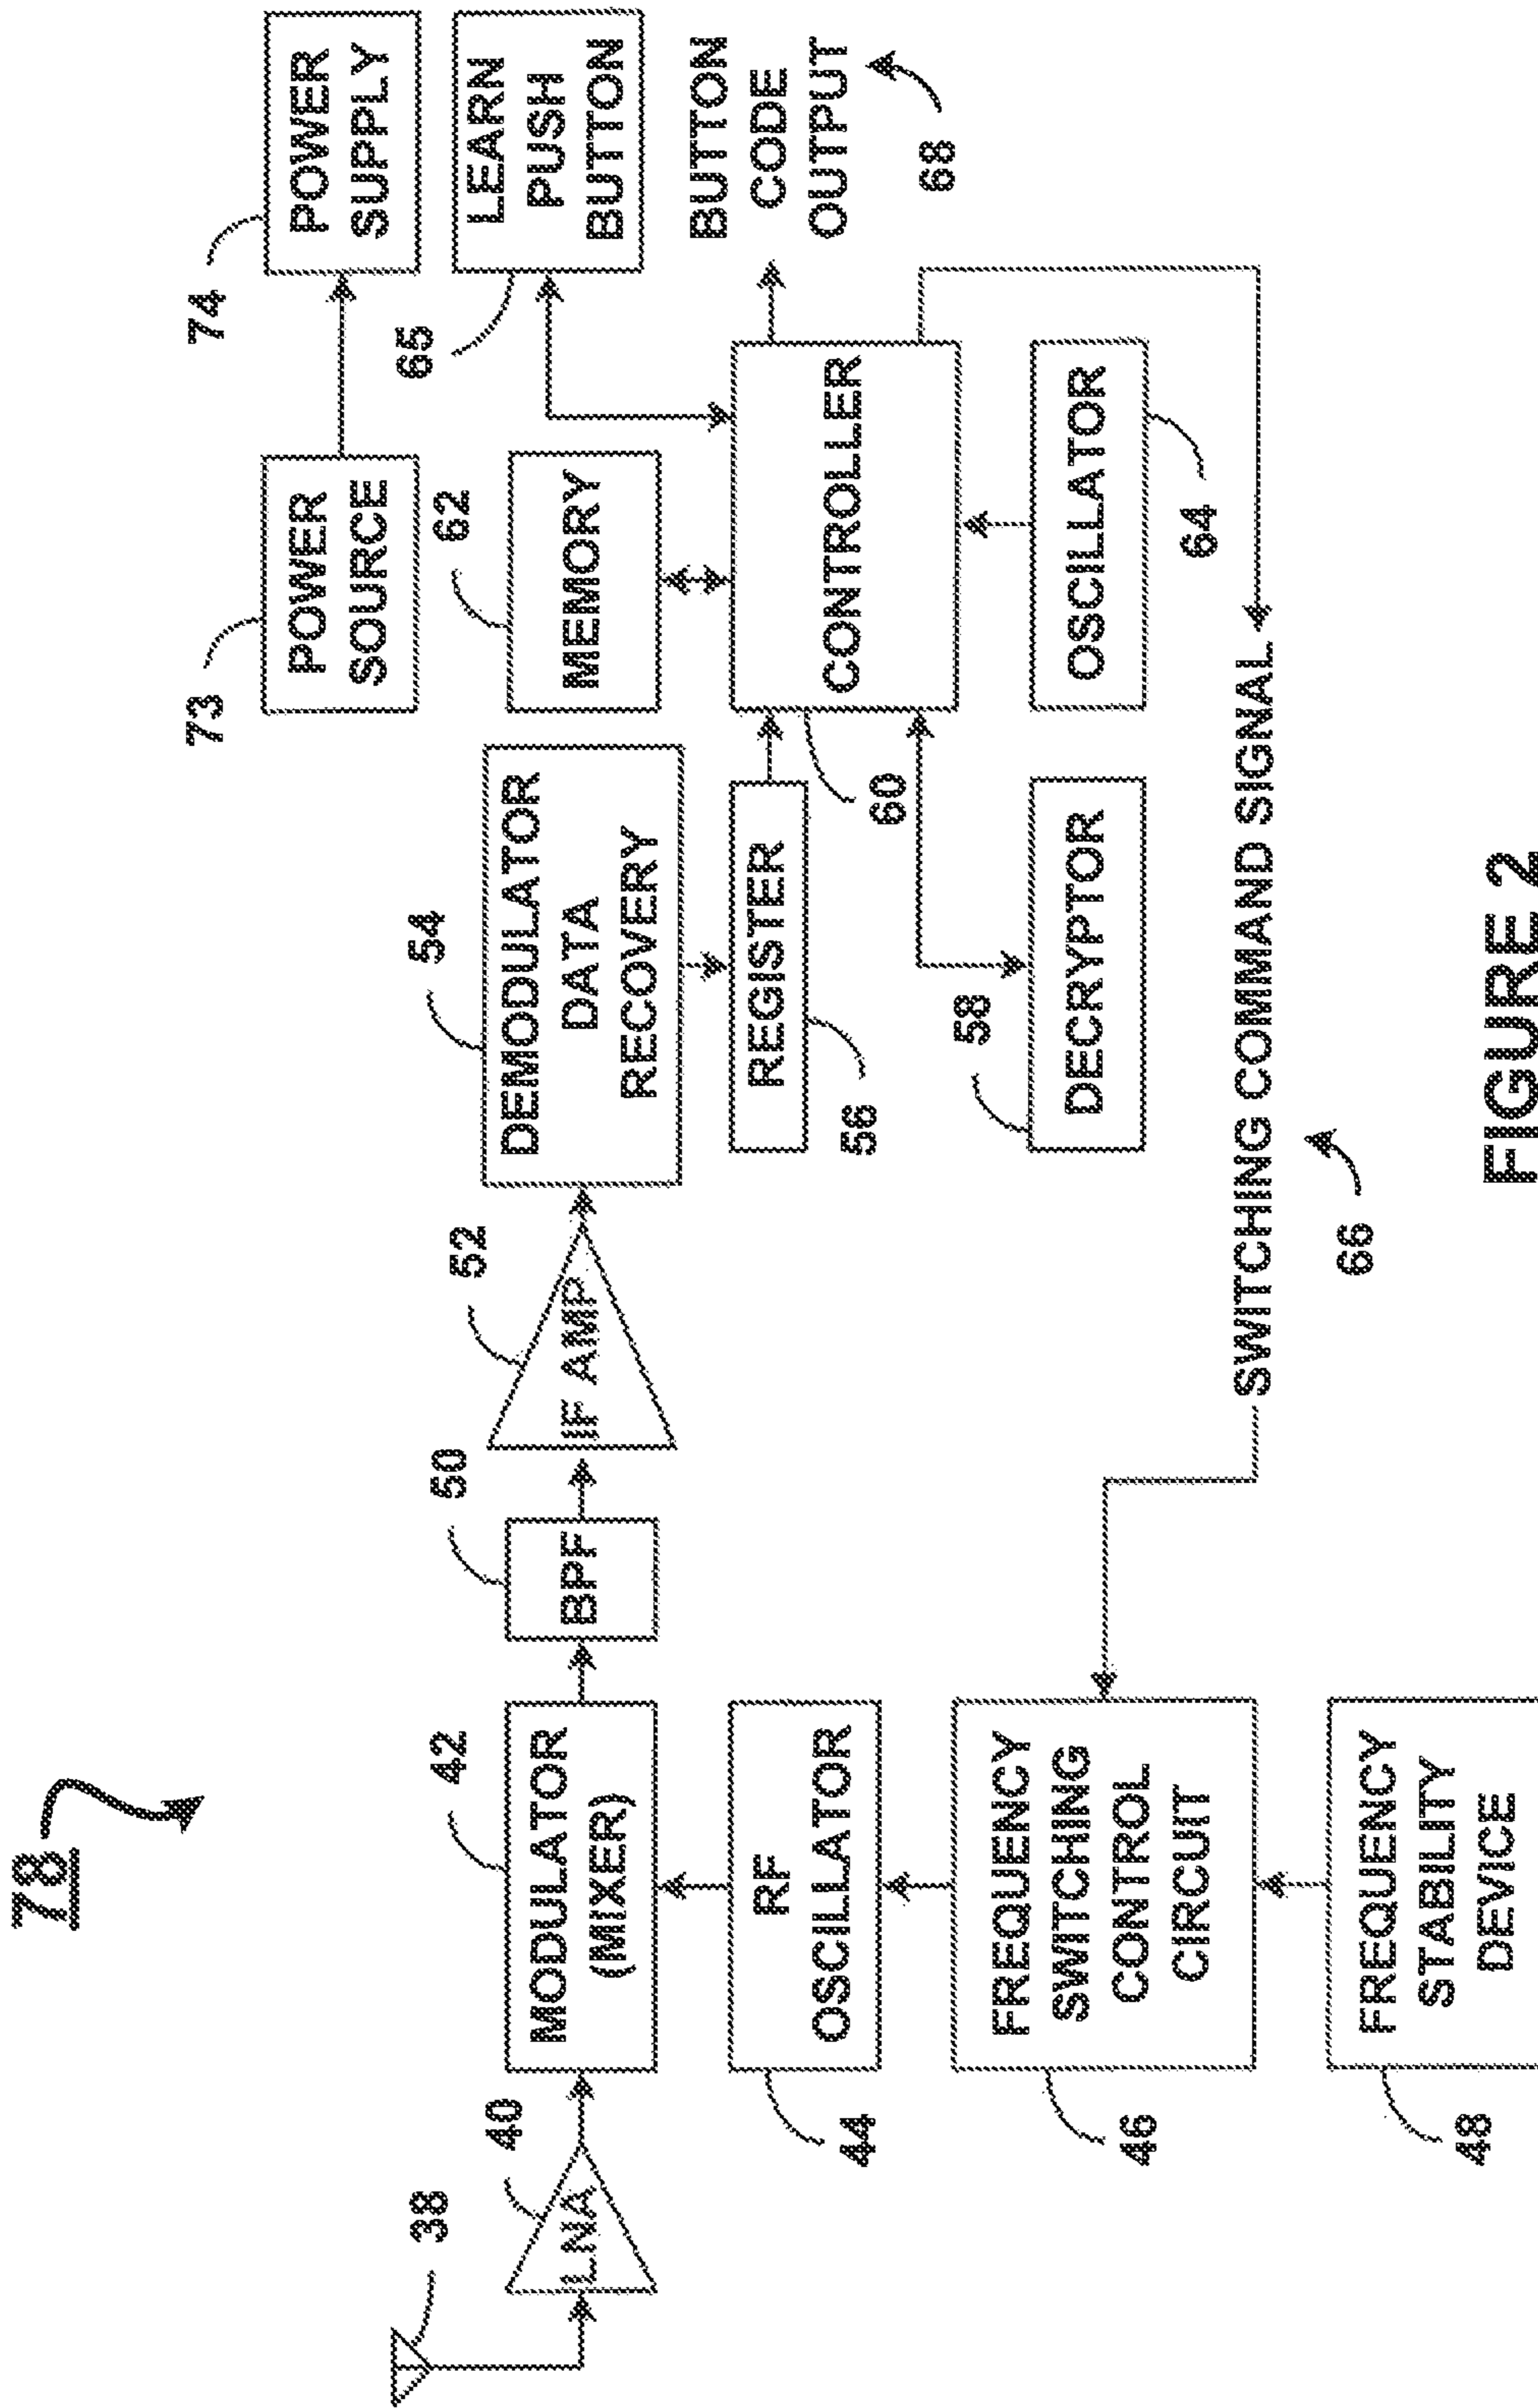 78
38
40
LNA
42
MODULATOR
(MIXER)
50
BPF
52
IF AMP
54
DEMODULATOR
DATA
RECOVERY
73
POWER
SOURCE
74
POWER
SUPPLY
62
MEMORY
65
LEARN
PUSH
BUTTON
44
RF
OSCILLATOR
REGISTER
56
60
CONTROLLER
BUTTON
CODE
OUTPUT
68
46
FREQUENCY
SWITCHING
CONTROL
CIRCUIT
58
DECRYPTOR
OSCILLATOR
64
SWITCHING COMMAND SIGNAL
66
48
FREQUENCY
STABILITY
DEVICE
FIGURE 2